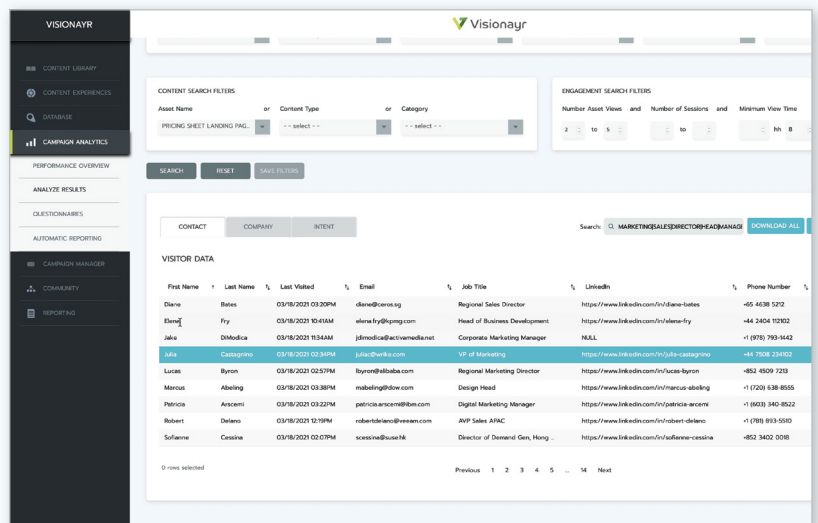 VISIONAYR
Visionayr
CONTENT LIBRARY
CONTENT EXPERIENCES
DATABASE
CAMPAIGN ANALYTICS
PERFORMANCE OVERVIEW
ANALYZE RESULTS
QUESTIONNAIRES
AUTOMATIC REPORTING
CAMPAIGN MANAGER
COMMUNITY
REPORTING
CONTENT SEARCH FILTERS
Asset Name or Content Type or Category
PRICING SHEET LANDING PAG... -- select -- -- select --
ENGAGEMENT SEARCH FILTERS
Number Asset Views and Number of Sessions and Minimum View Time
2 to 5 to hh 8
SEARCH RESET SAVE FILTERS
CONTACT COMPANY INTENT
Search: MARKETING|SALES|DIRECTOR|HEAD|MANAGE DOWNLOAD ALL
VISITOR DATA
First Name Last Name Last Visited Email Job Title LinkedIn Phone Number
Diane Bates 03/18/2021 03:20PM diane@ceros.sg Regional Sales Director https://www.linkedin.com/in/diane-bates +65 4638 5212
Elena Fry 03/18/2021 10:41AM elena.fry@kpmg.com Head of Business Development https://www.linkedin.com/in/elena-fry +44 2404 112102
Jake DiModica 03/18/2021 11:34AM jdimodica@activamedia.net Corporate Marketing Manager NULL +1 (978) 793-1442
Julia Castagnino 03/18/2021 02:34PM juliac@wrike.com VP of Marketing https://www.linkedin.com/in/julia-castagnino +44 7508 234102
Lucas Byron 03/18/2021 02:57PM lbyron@alibaba.com Regional Marketing Director https://www.linkedin.com/in/lucas-byron +852 4509 7213
Marcus Abeling 03/18/2021 03:38PM mabeling@dow.com Design Head https://www.linkedin.com/in/marcus-abeling +1 (720) 638-8555
Patricia Arscemi 03/18/2021 03:22PM patricia.arscemi@ibm.com Digital Marketing Manager https://www.linkedin.com/in/patricia-arcemi +1 (603) 340-8522
Robert Delano 03/18/2021 12:19PM robertdelano@veeam.com AVP Sales APAC https://www.linkedin.com/in/robert-delano +1 (781) 893-5510
Sofianne Cessina 03/18/2021 02:07PM scessina@suse.hk Director of Demand Gen, Hong ... https://www.linkedin.com/in/sofianne-cessina +852 3402 0018
0 rows selected
Previous 1 2 3 4 5 ... 14 Next